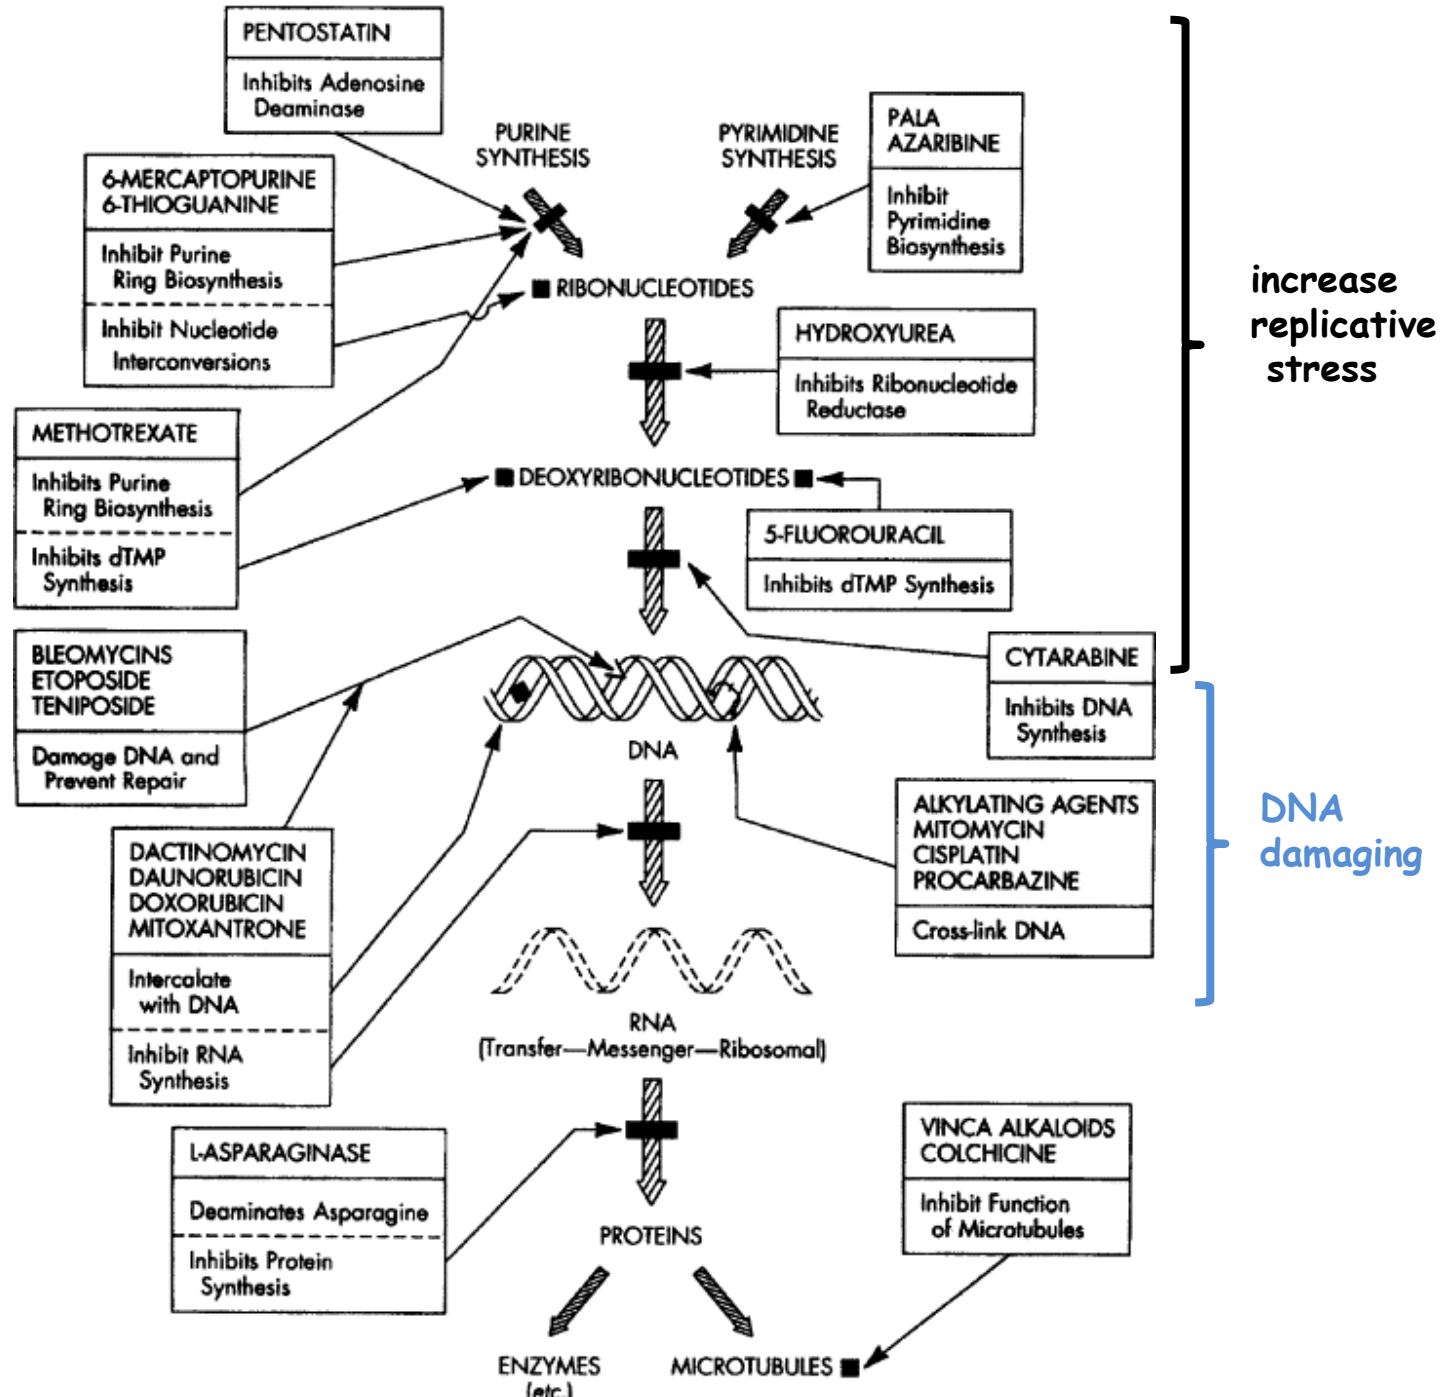 PENTOSTATIN
Inhibits Adenosine
Deaminase
PURINE
SYNTHESIS
PYRIMIDINE
SYNTHESIS
PALA
AZARIBINE
Inhibit
Pyrimidine
Biosynthesis
6-MERCAPTOPURINE
6-THIOGUANINE
Inhibit Purine
Ring Biosynthesis
Inhibit Nucleotide
Interconversions
RIBONUCLEOTIDES
increase
replicative
stress
HYDROXYUREA
Inhibits Ribonucleotide
Reductase
METHOTREXATE
Inhibits Purine
Ring Biosynthesis
Inhibits dTMP
Synthesis
DEOXYRIBONUCLEOTIDES
5-FLUOROURACIL
Inhibits dTMP Synthesis
BLEOMYCINS
ETOPOSIDE
TENIPOSIDE
Damage DNA and
Prevent Repair
CYTARABINE
Inhibits DNA
Synthesis
DNA
ALKYLATING AGENTS
MITOMYCIN
CISPLATIN
PROCARBAZINE
Cross-link DNA
DNA
damaging
DACTINOMYCIN
DAUNORUBICIN
DOXORUBICIN
MITOXANTRONE
Intercalate
with DNA
Inhibit RNA
Synthesis
RNA
(Transfer—Messenger—Ribosomal)
L-ASPARAGINASE
Deaminates Asparagine
Inhibits Protein
Synthesis
VINCA ALKALOIDS
COLCHICINE
Inhibit Function
of Microtubules
PROTEINS
ENZYMES
(etc.)
MICROTUBULES